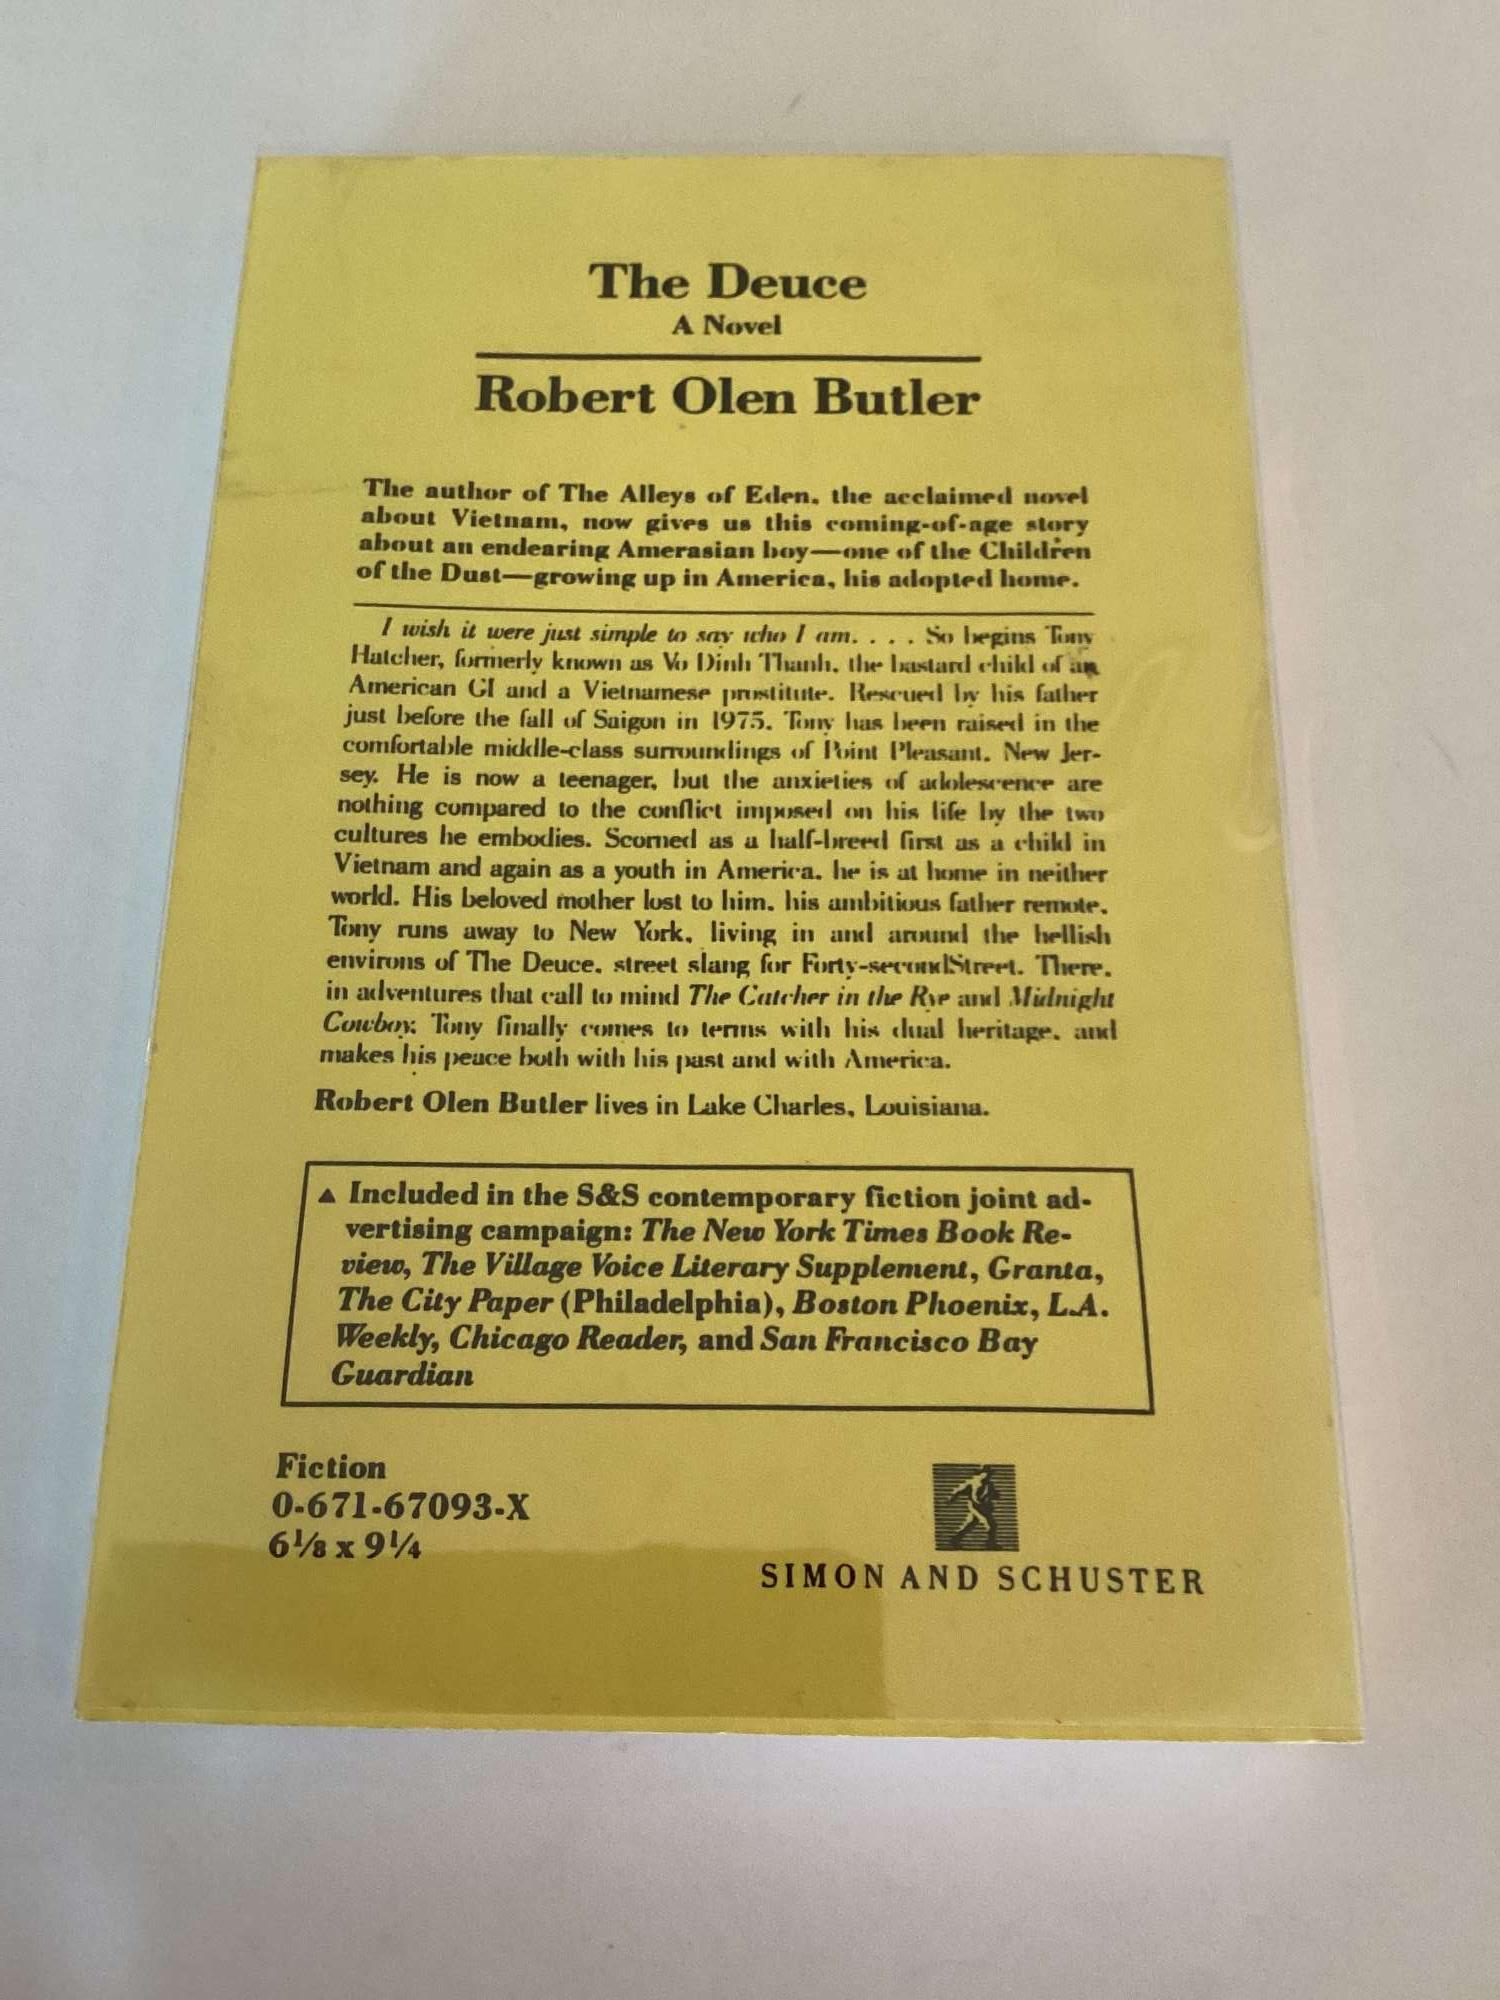 The Deuce
A Novel
Robert Olen Butler
The author of The Alleys of Eden, the acclaimed novel
about Vietnam, now gives us this coming-of-age story
about an endearing Amerasian boy—one of the Children
of the Dust—growing up in America, his adopted home.
I wish it were just simple to say who I am. . . . So begins Tony
Hatcher, formerly known as Vo Dinh Thanh, the bastard child of an
American GI and a Vietnamese prostitute. Rescued by his father
just before the fall of Saigon in 1975, Tony has been raised in the
comfortable middle-class surroundings of Point Pleasant, New Jer-
sey. He is now a teenager, but the anxieties of adolescence are
nothing compared to the conflict imposed on his life by the two
cultures he embodies. Scorned as a half-breed first as a child in
Vietnam and again as a youth in America, he is at home in neither
world. His beloved mother lost to him, his ambitious father remote,
Tony runs away to New York, living in and around the hellish
environs of The Deuce, street slang for Forty-secondStreet. There,
in adventures that call to mind The Catcher in the Rye and Midnight
Cowboy, Tony finally comes to terms with his dual heritage, and
makes his peace both with his past and with America.
Robert Olen Butler lives in Lake Charles, Louisiana.
▲ Included in the S&S contemporary fiction joint ad-
vertising campaign: The New York Times Book Re-
view, The Village Voice Literary Supplement, Granta,
The City Paper (Philadelphia), Boston Phoenix, L.A.
Weekly, Chicago Reader, and San Francisco Bay
Guardian
Fiction
0-671-67093-X
6⅛ x 9¼
SIMON AND SCHUSTER